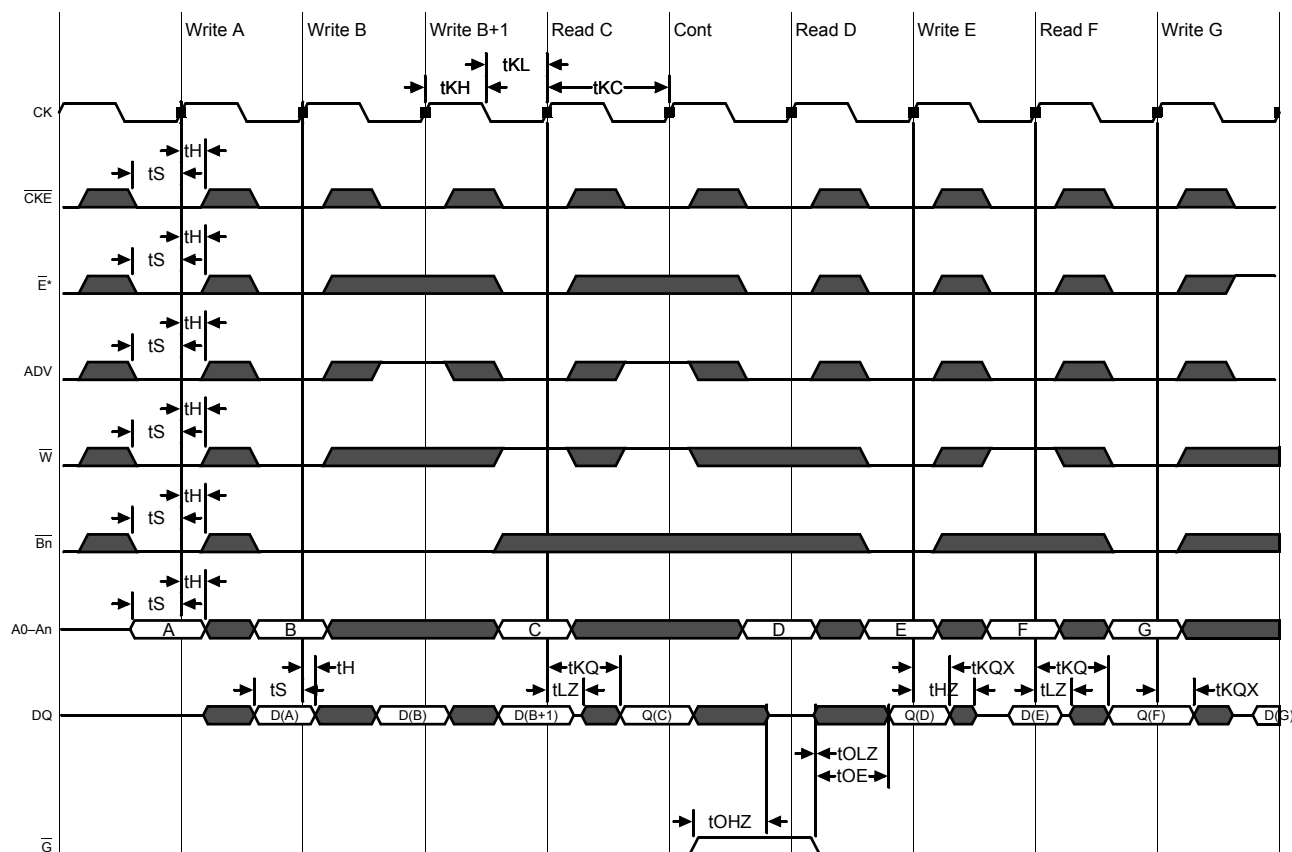 Write A Write B Write B+1 Read C Cont Read D Write E Read F Write G
tKL
tKH tKC
CK
tH
tS
CKE
tH
tS
E*
tH
tS
ADV
tH
tS
W
tH
tS
Bn
tH
tS
A0–An A B C D E F G
tH tKQ tKQX tKQ
tS tLZ tHZ tLZ tKQX
DQ D(A) D(B) D(B+1) Q(C) Q(D) D(E) Q(F) D(G)
tOLZ
tOE
tOHZ
G